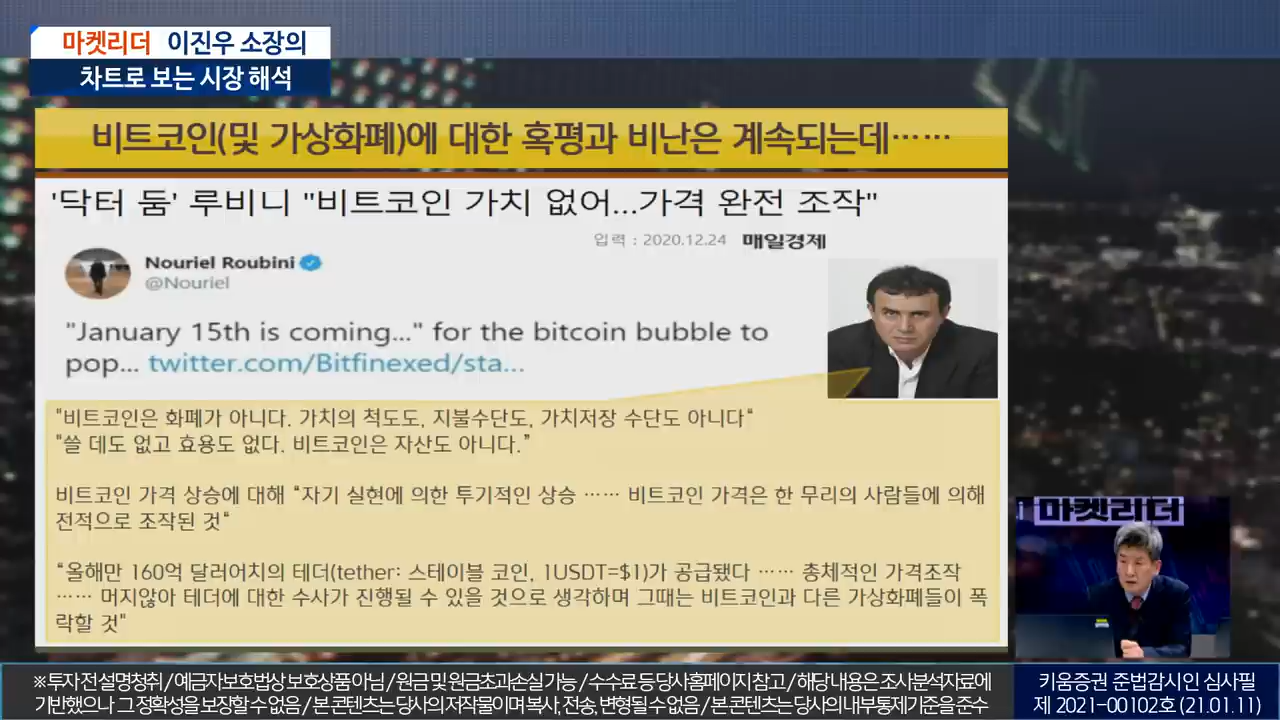 마켓리더 이진우 소장의
차트로 보는 시장 해석
비트코인(및 가상화폐)에 대한 혹평과 비난은 계속되는데……
'닥터 둠' 루비니 "비트코인 가치 없어...가격 완전 조작"
입력 : 2020.12.24 매일경제
Nouriel Roubini
@Nouriel
"January 15th is coming..." for the bitcoin bubble to
pop... twitter.com/Bitfinexed/sta...
"비트코인은 화폐가 아니다. 가치의 척도도, 지불수단도, 가치저장 수단도 아니다“
"쓸 데도 없고 효용도 없다. 비트코인은 자산도 아니다.”
비트코인 가격 상승에 대해 “자기 실현에 의한 투기적인 상승 …… 비트코인 가격은 한 무리의 사람들에 의해
전적으로 조작된 것“
“올해만 160억 달러어치의 테더(tether: 스테이블 코인, 1USDT=$1)가 공급됐다 …… 총체적인 가격조작
…… 머지않아 테더에 대한 수사가 진행될 수 있을 것으로 생각하며 그때는 비트코인과 다른 가상화폐들이 폭
락할 것"
마켓리더
※ 투자 전 설명청취 / 예금자보호법상 보호상품 아님 / 원금 및 원금초과손실 가능 / 수수료 등 당사홈페이지 참고 / 해당 내용은 조사분석자료에
기반했으나 그 정확성을 보장할 수 없음 / 본 콘텐츠는 당사의 저작물이며 복사, 전송, 변형될 수 없음 / 본 콘텐츠는 당사의 내부통제기준을 준수
키움증권 준법감시인 심사필
제 2021-00102호 (21.01.11)